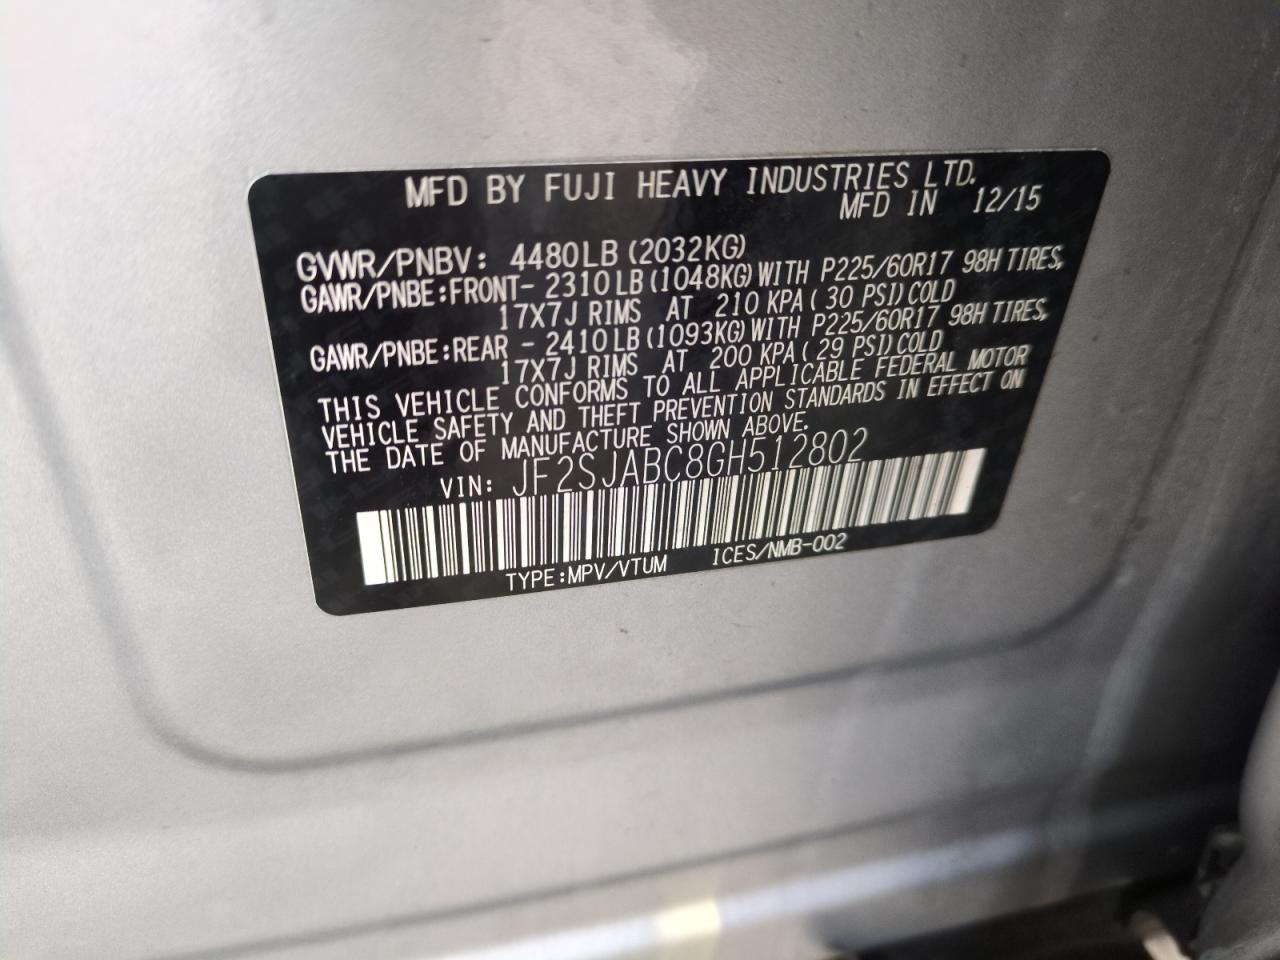 MFD BY FUJI HEAVY INDUSTRIES LTD.
MFD IN 12/15
GVWR/PNBV: 4480LB (2032KG)
GAWR/PNBE:FRONT- 2310LB (1048KG) WITH P225/60R17 98H TIRES,
17X7J RIMS AT 210 KPA ( 30 PSI) COLD
GAWR/PNBE:REAR - 2410LB (1093KG) WITH P225/60R17 98H TIRES,
17X7J RIMS AT 200 KPA ( 29 PSI) COLD
THIS VEHICLE CONFORMS TO ALL APPLICABLE FEDERAL MOTOR
VEHICLE SAFETY AND THEFT PREVENTION STANDARDS IN EFFECT ON
THE DATE OF MANUFACTURE SHOWN ABOVE.
VIN: JF2SJABC8GH512802
TYPE:MPV/VTUM ICES/NMB-002